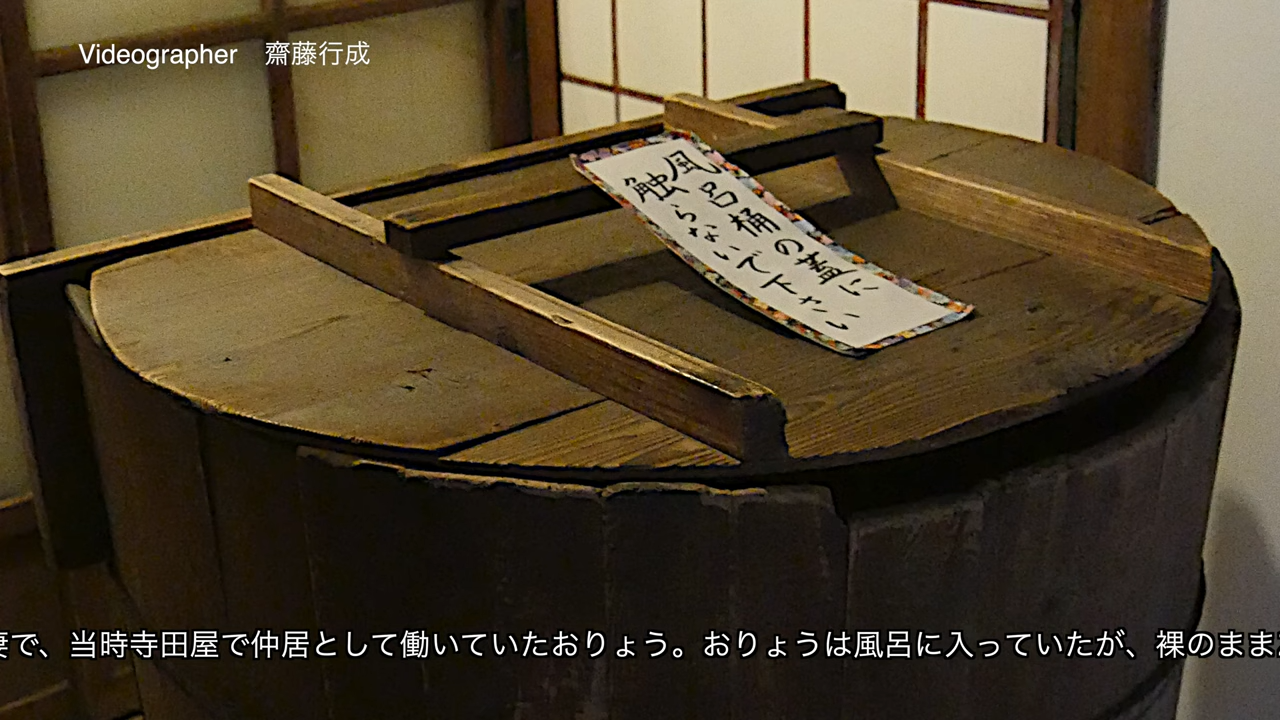 Videographer　齋藤行成
風呂桶の蓋に
触らないで下さい
で、当時寺田屋で仲居として働いていたおりょう。おりょうは風呂に入っていたが、裸のまま